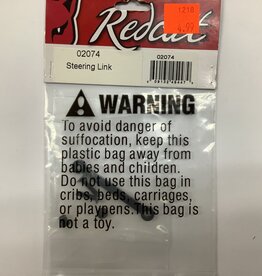 Redcat
1218
02074
Steering Link
02074
WARNING
To avoid danger of
suffocation, keep this
plastic bag away from
babies and children.
Do not use this bag in
cribs, beds, carriages,
or playpens.This bag is
not a toy.